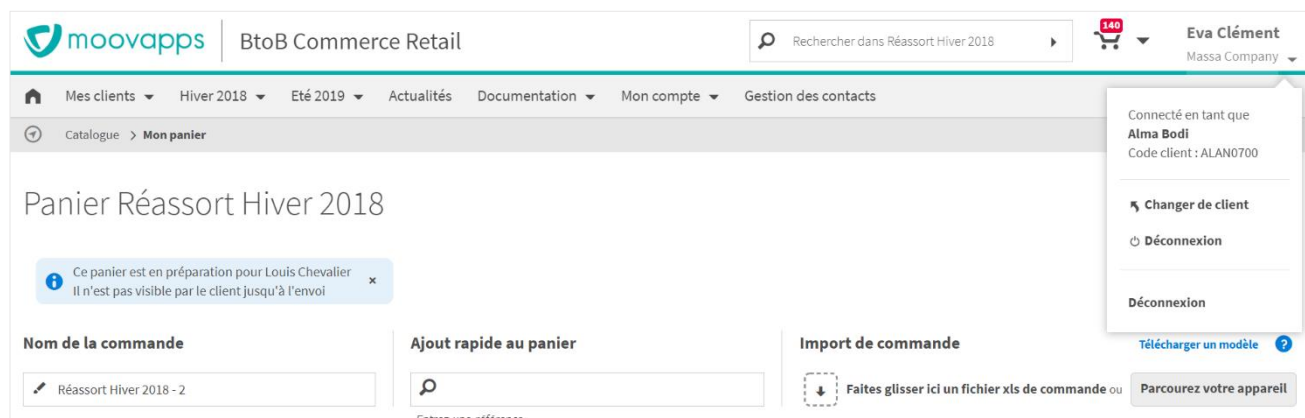 moovapps BtoB Commerce Retail
Rechercher dans Réassort Hiver 2018
140
Eva Clément
Massa Company
Mes clients Hiver 2018 Eté 2019 Actualités Documentation Mon compte Gestion des contacts
Catalogue > Mon panier
Connecté en tant que
Alma Bodi
Code client : ALAN0700
Changer de client
Déconnexion
Déconnexion
Panier Réassort Hiver 2018
Ce panier est en préparation pour Louis Chevalier
Il n'est pas visible par le client jusqu'à l'envoi
×
Nom de la commande
Réassort Hiver 2018 - 2
Ajout rapide au panier
Entrez une référence
Import de commande
Télécharger un modèle ?
Faites glisser ici un fichier xls de commande ou Parcourez votre appareil